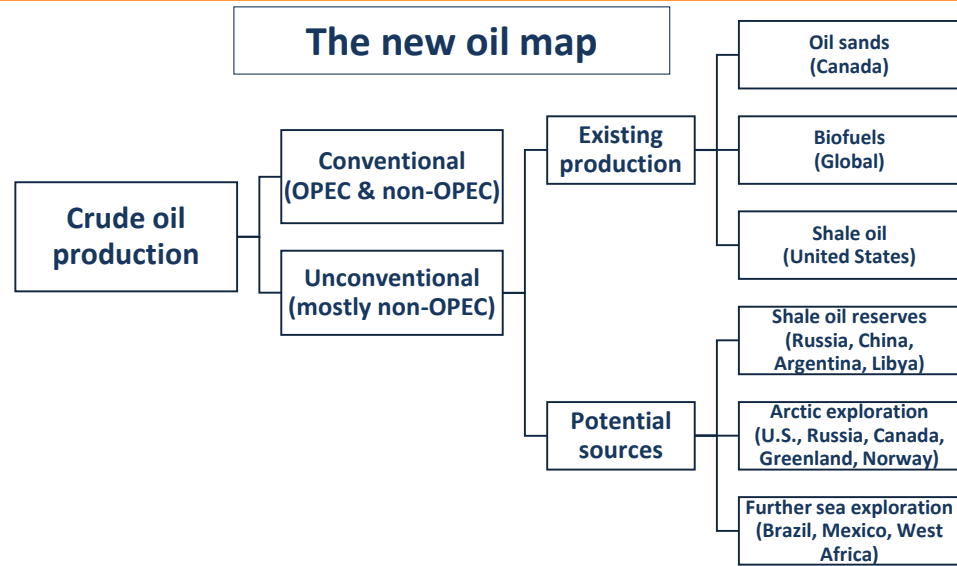 The new oil map
Crude oil
production
Conventional
(OPEC & non-OPEC)
Unconventional
(mostly non-OPEC)
Existing
production
Potential
sources
Oil sands
(Canada)
Biofuels
(Global)
Shale oil
(United States)
Shale oil reserves
(Russia, China,
Argentina, Libya)
Arctic exploration
(U.S., Russia, Canada,
Greenland, Norway)
Further sea exploration
(Brazil, Mexico, West
Africa)